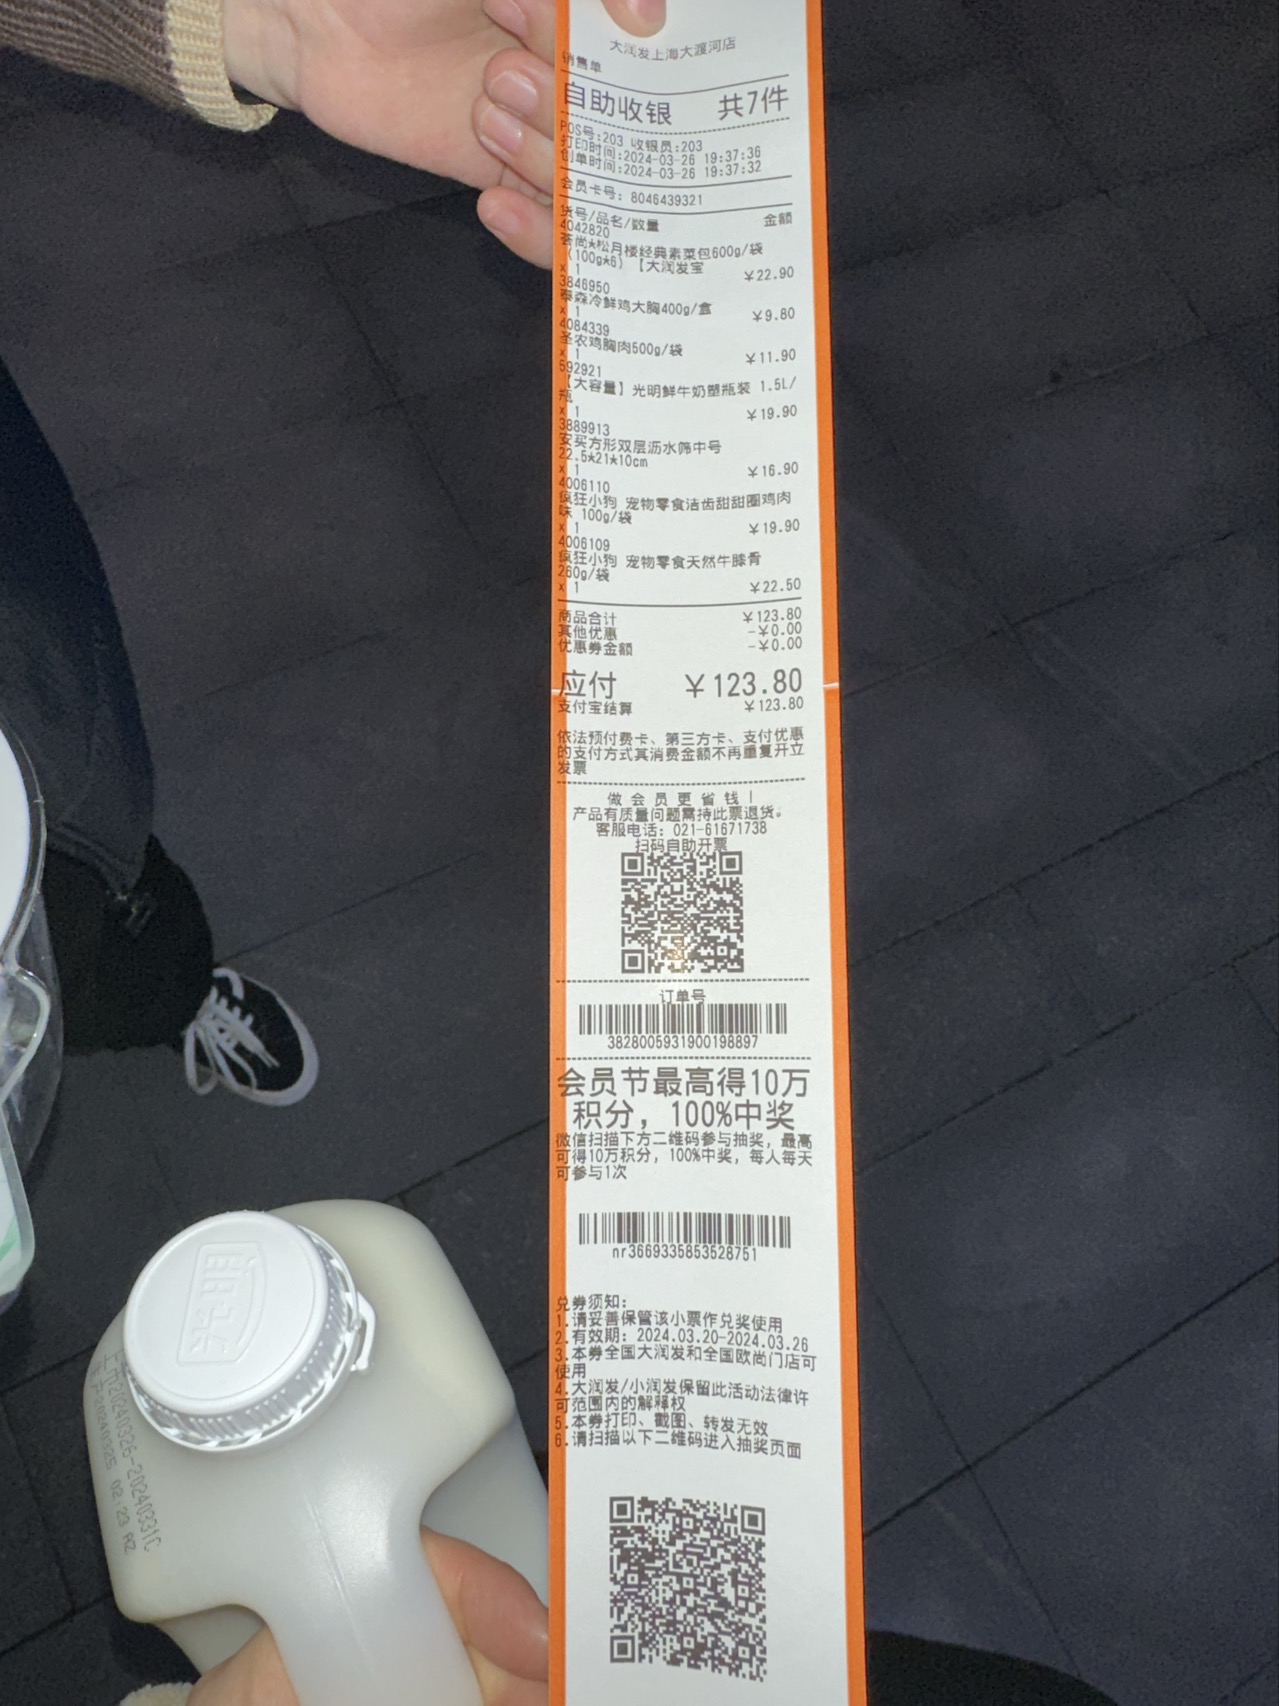 大润发上海大渡河店
销售单
自助收银 共7件
POS号:203 收银员:203
打印时间:2024-03-26 19:37:36
创单时间:2024-03-26 19:37:32
会员卡号: 8046439321
货号/品名/数量 金额
4042820
荟尚*松月楼经典素菜包600g/袋
(100g*6)【大润发宝
x 1 ¥22.90
3846950
泰森冷鲜鸡大胸400g/盒
x 1 ¥9.80
4084339
圣农鸡胸肉500g/袋
x 1 ¥11.90
592921
【大容量】光明鲜牛奶塑瓶装 1.5L/
瓶
x 1 ¥19.90
3889913
安买方形双层沥水筛中号
22.5*21*10cm
x 1 ¥16.90
4006110
疯狂小狗 宠物零食洁齿甜甜圈鸡肉
味 100g/袋
x 1 ¥19.90
4006109
疯狂小狗 宠物零食天然牛膝骨
260g/袋
x 1 ¥22.50
商品合计 ¥123.80
其他优惠 -¥0.00
优惠券金额 -¥0.00
应付 ¥123.80
支付宝结算 ¥123.80
依法预付费卡、第三方卡、支付优惠
的支付方式其消费金额不再重复开立
发票
做会员更省钱!
产品有质量问题需持此票退货。
客服电话: 021-61671738
扫码自助开票
订单号
3828005931900198897
会员节最高得10万
积分，100%中奖
微信扫描下方二维码参与抽奖，最高
可得10万积分，100%中奖，每人每天
可参与1次
nr3669335853528751
兑券须知:
1.请妥善保管该小票作兑奖使用
2.有效期: 2024.03.20-2024.03.26
3.本券全国大润发和全国欧尚门店可
使用
4.大润发/小润发保留此活动法律许
可范围内的解释权
5.本券打印、截图、转发无效
6.请扫描以下二维码进入抽奖页面